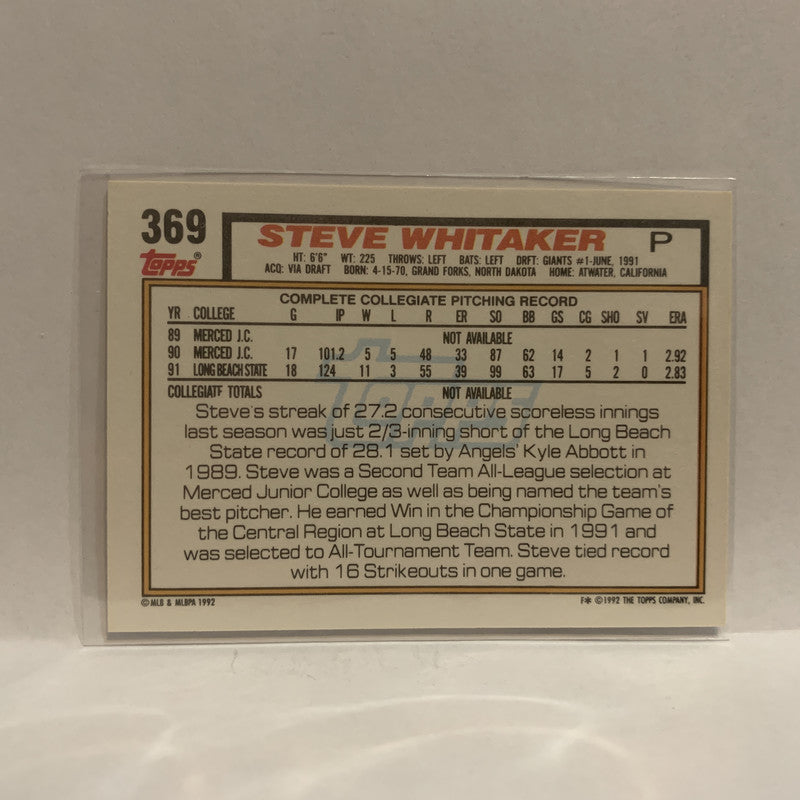 369
Topps®
STEVE WHITAKER P
HT: 6'6" WT: 225 THROWS: LEFT BATS: LEFT DRFT: GIANTS #1-JUNE, 1991
ACQ: VIA DRAFT BORN: 4-15-70, GRAND FORKS, NORTH DAKOTA HOME: ATWATER, CALIFORNIA
COMPLETE COLLEGIATE PITCHING RECORD
YR COLLEGE G IP W L R ER SO BB GS CG SHO SV ERA
89 MERCED J.C. NOT AVAILABLE
90 MERCED J.C. 17 101.2 5 5 48 33 87 62 14 2 1 1 2.92
91 LONG BEACH STATE 18 124 11 3 55 39 99 63 17 5 2 0 2.83
COLLEGIATE TOTALS NOT AVAILABLE
Steve's streak of 27.2 consecutive scoreless innings
last season was just 2/3-inning short of the Long Beach
State record of 28.1 set by Angels' Kyle Abbott in
1989. Steve was a Second Team All-League selection at
Merced Junior College as well as being named the team's
best pitcher. He earned Win in the Championship Game of
the Central Region at Long Beach State in 1991 and
was selected to All-Tournament Team. Steve tied record
with 16 Strikeouts in one game.
© MLB & MLBPA 1992 F* © 1992 THE TOPPS COMPANY, INC.